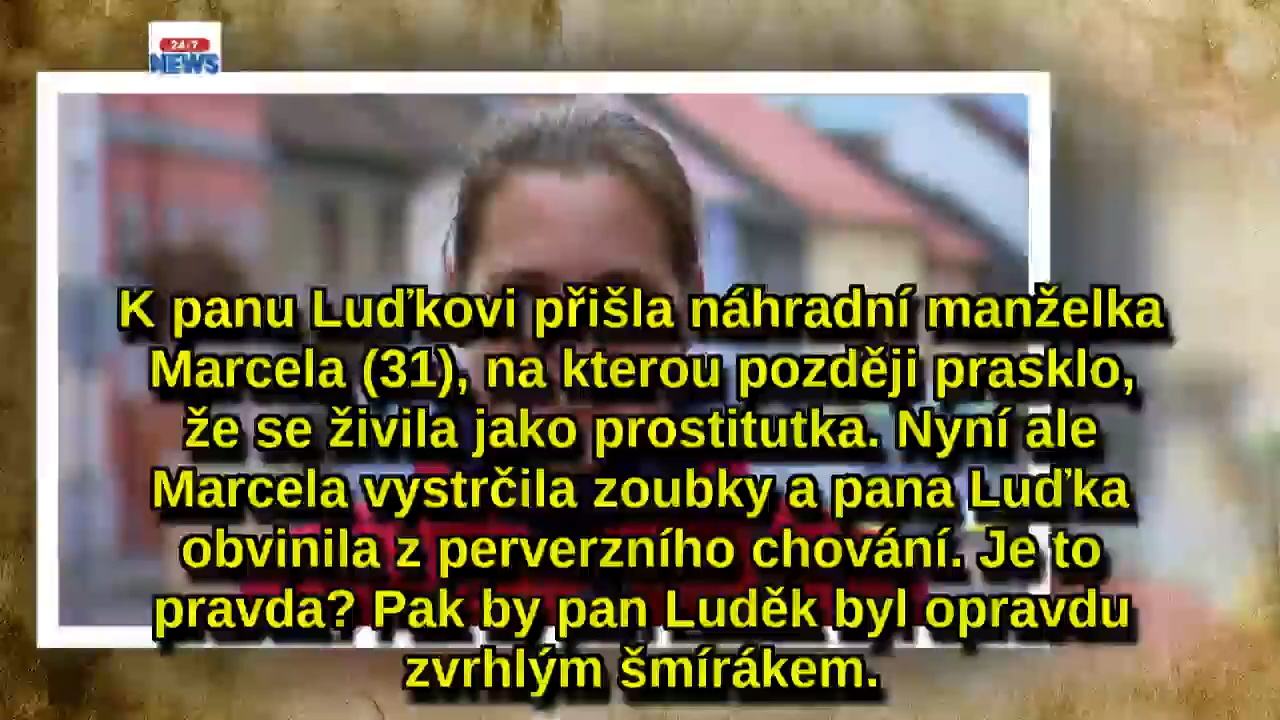 24/7
NEWS
K panu Luďkovi přišla náhradní manželka
Marcela (31), na kterou později prasklo,
že se živila jako prostitutka. Nyní ale
Marcela vystrčila zoubky a pana Luďka
obvinila z perverzního chování. Je to
pravda? Pak by pan Luděk byl opravdu
zvrhlým šmírákem.